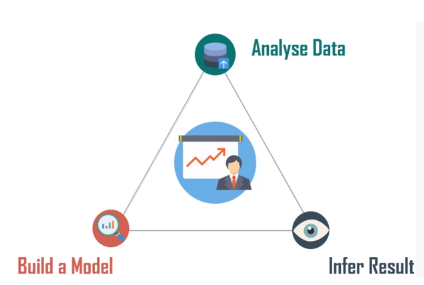 Analyse Data
Build a Model
Infer Result